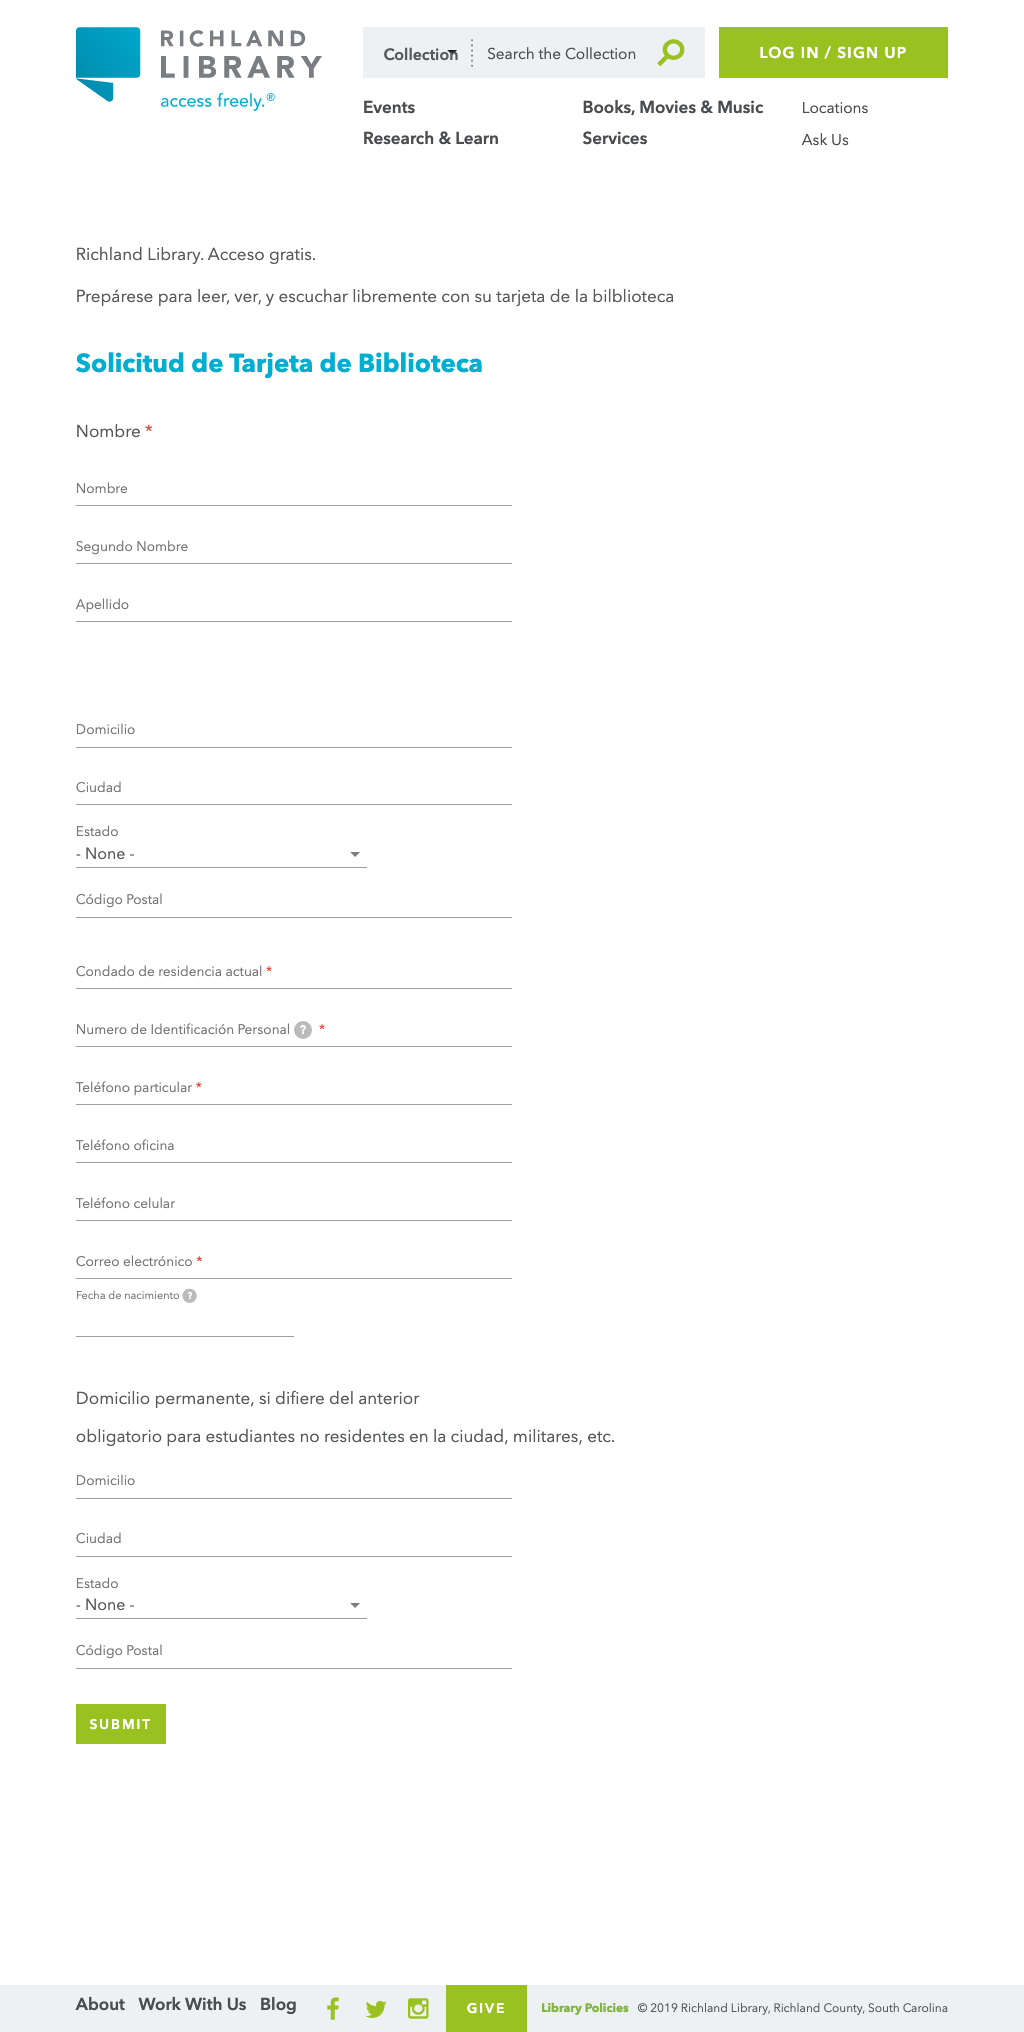 RICHLAND
LIBRARY
access freely.®
Collection
Search the Collection
LOG IN / SIGN UP
Events
Books, Movies & Music
Locations
Research & Learn
Services
Ask Us
Richland Library. Acceso gratis.
Prepárese para leer, ver, y escuchar libremente con su tarjeta de la bilblioteca
Solicitud de Tarjeta de Biblioteca
Nombre *
Nombre
Segundo Nombre
Apellido
Domicilio
Ciudad
Estado
- None -
Código Postal
Condado de residencia actual *
Numero de Identificación Personal ? *
Teléfono particular *
Teléfono oficina
Teléfono celular
Correo electrónico *
Fecha de nacimiento ?
Domicilio permanente, si difiere del anterior
obligatorio para estudiantes no residentes en la ciudad, militares, etc.
Domicilio
Ciudad
Estado
- None -
Código Postal
SUBMIT
About Work With Us Blog
GIVE
Library Policies © 2019 Richland Library, Richland County, South Carolina